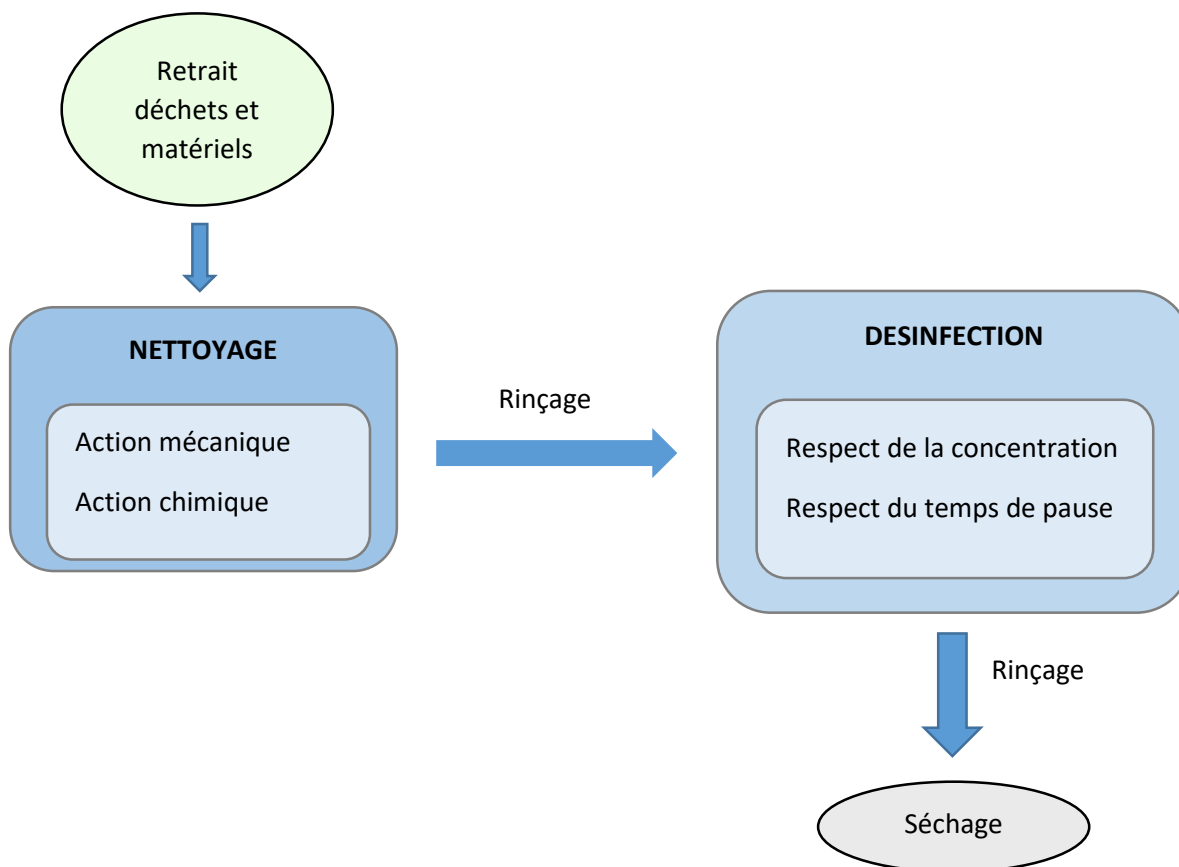 Retrait
déchets et
matériels
NETTOYAGE
Action mécanique
Action chimique
Rinçage
DESINFECTION
Respect de la concentration
Respect du temps de pause
Rinçage
Séchage